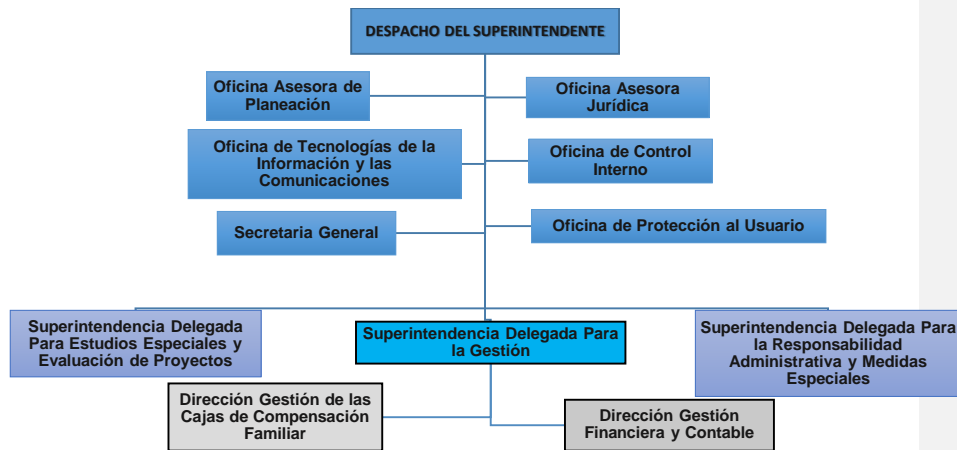 DESPACHO DEL SUPERINTENDENTE
Oficina Asesora de
Planeación
Oficina Asesora
Jurídica
Oficina de Tecnologías de la
Información y las
Comunicaciones
Oficina de Control
Interno
Secretaria General
Oficina de Protección al Usuario
Superintendencia Delegada
Para Estudios Especiales y
Evaluación de Proyectos
Superintendencia Delegada Para
la Gestión
Superintendencia Delegada Para
la Responsabilidad
Administrativa y Medidas
Especiales
Dirección Gestión de las
Cajas de Compensación
Familiar
Dirección Gestión
Financiera y Contable